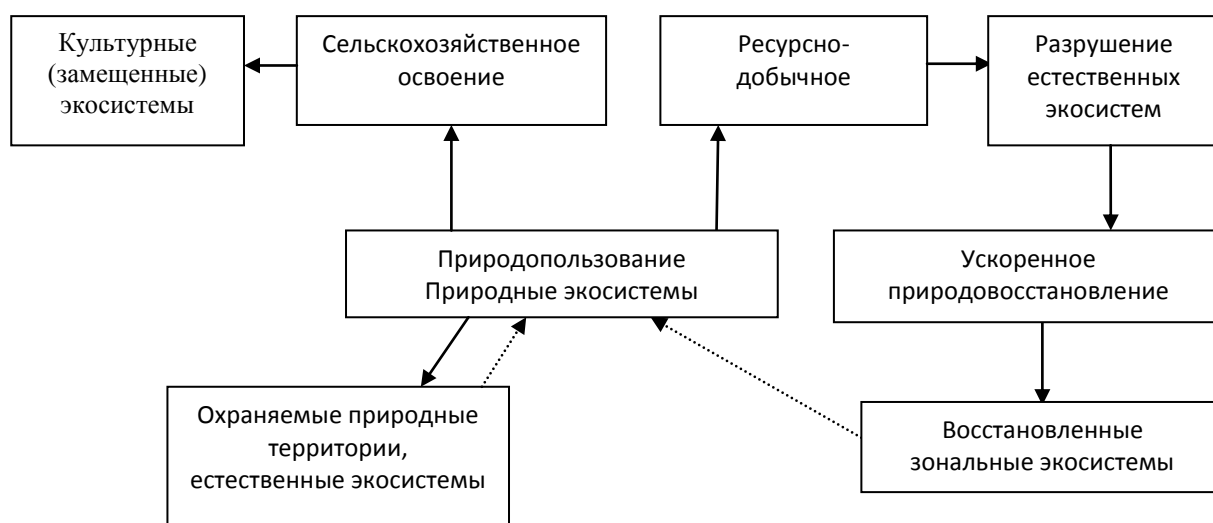 Культурные
(замещенные)
экосистемы
Сельскохозяйственное
освоение
Ресурсно-
добычное
Разрушение
естественных
экосистем
Природопользование
Природные экосистемы
Ускоренное
природовосстановление
Охраняемые природные
территории,
естественные экосистемы
Восстановленные
зональные экосистемы